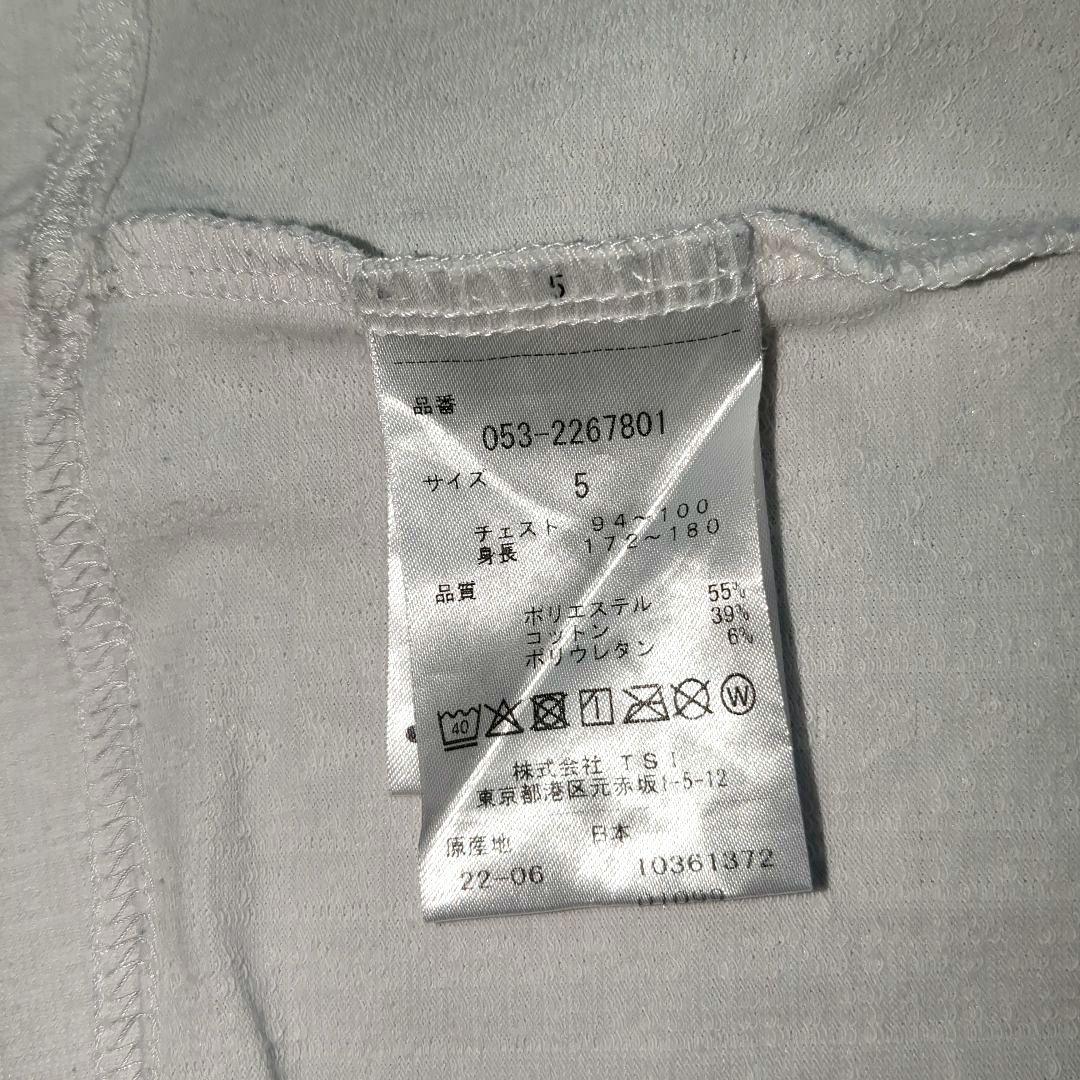 5
品番
053-2267801
サイズ 5
チェスト 94~100
身長 172~180
品質
ポリエステル 55%
コットン 39%
ポリウレタン 6%
40 W
株式会社 TSI
東京都港区元赤坂1-5-12
原産地 日本
22-06 10361372